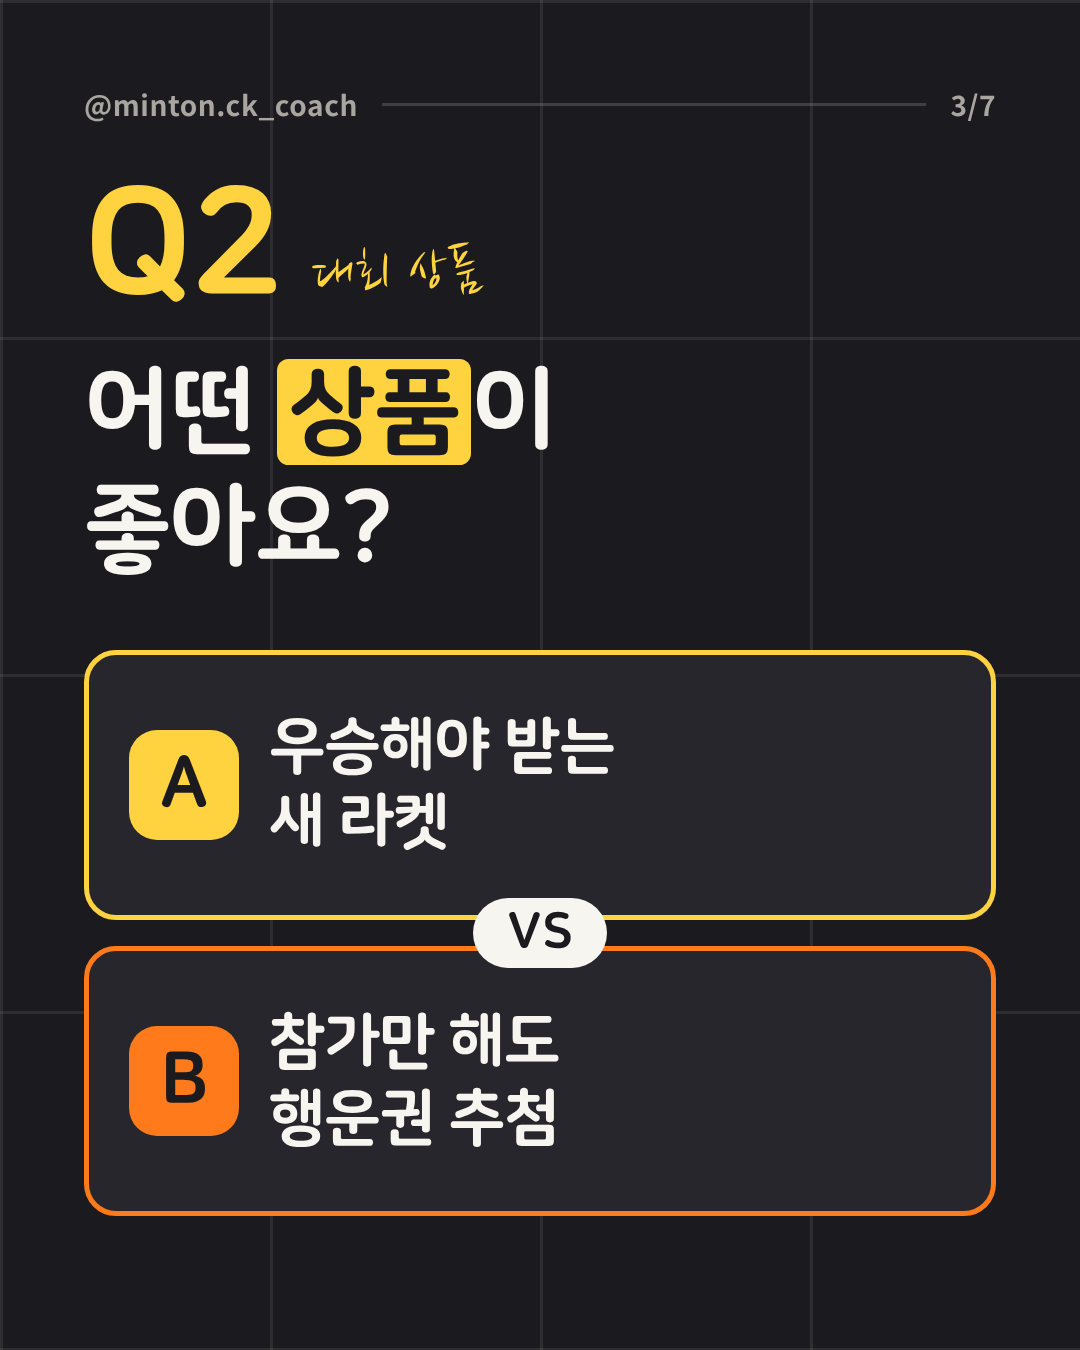 @minton.ck_coach 3/7
Q2 대회 상품
어떤 상품이
좋아요?
A 우승해야 받는
새 라켓
VS
B 참가만 해도
행운권 추첨